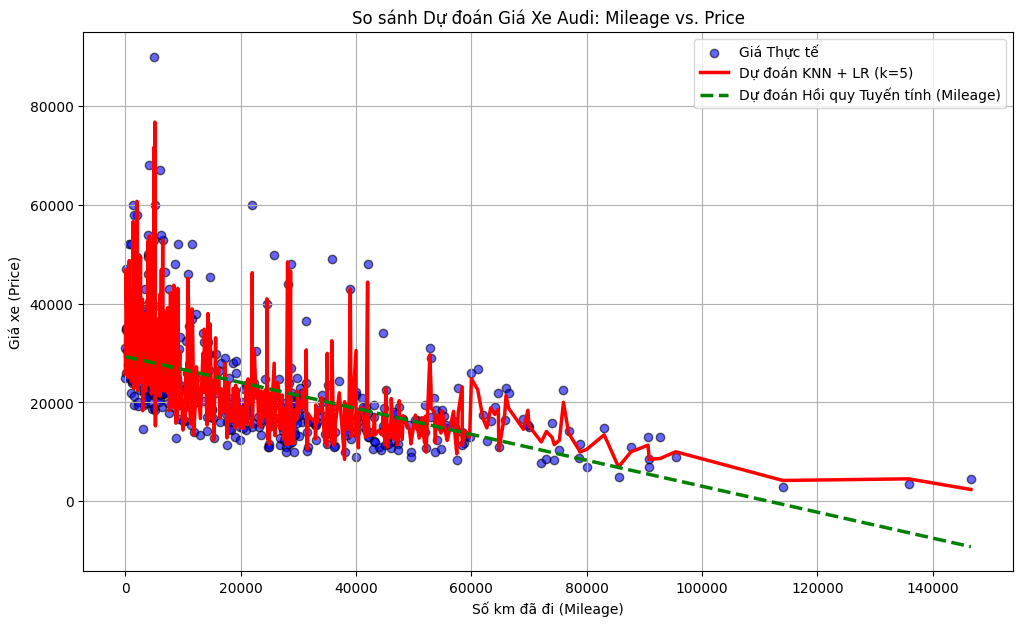 So sánh Dự đoán Giá Xe Audi: Mileage vs. Price
Giá Thực tế
Dự đoán KNN + LR (k=5)
Dự đoán Hồi quy Tuyến tính (Mileage)
Giá xe (Price)
80000
60000
40000
20000
0
0 20000 40000 60000 80000 100000 120000 140000
Số km đã đi (Mileage)